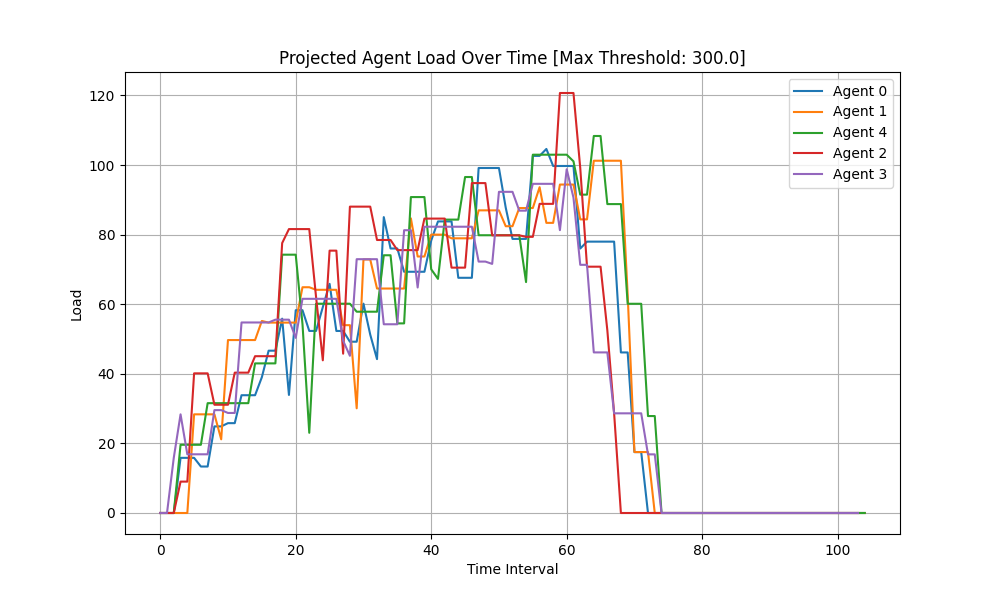 Projected Agent Load Over Time [Max Threshold: 300.0]
Agent 0
Agent 1
Agent 4
Agent 2
Agent 3
120
100
80
60
40
20
0
Load
0 20 40 60 80 100
Time Interval